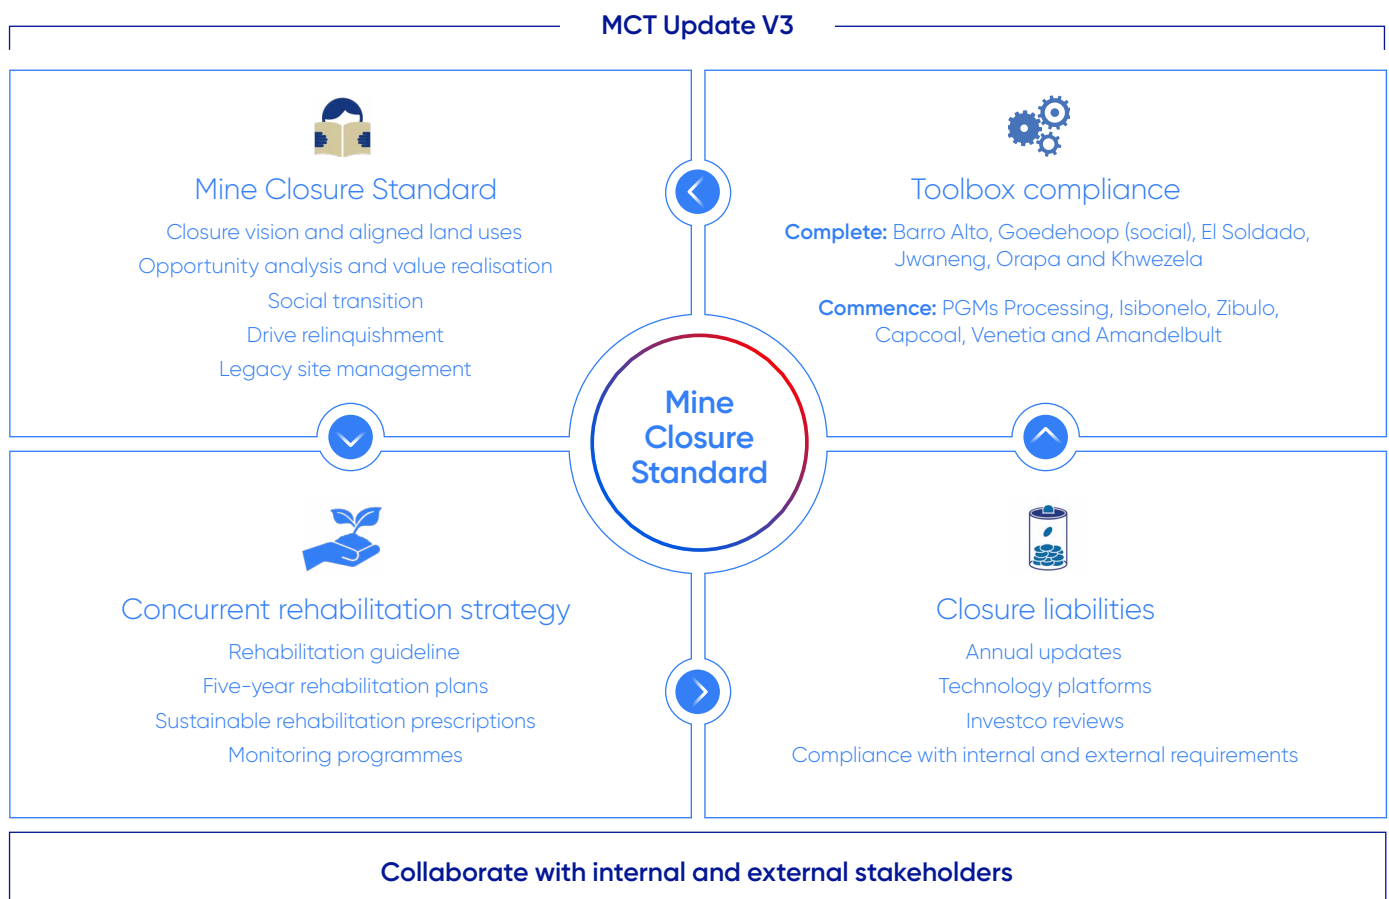 MCT Update V3
Mine Closure Standard
Closure vision and aligned land uses
Opportunity analysis and value realisation
Social transition
Drive relinquishment
Legacy site management
Toolbox compliance
Complete: Barro Alto, Goedehoop (social), El Soldado,
Jwaneng, Orapa and Khwezela
Commence: PGMs Processing, Isibonelo, Zibulo,
Capcoal, Venetia and Amandelbult
Mine
Closure
Standard
Concurrent rehabilitation strategy
Rehabilitation guideline
Five-year rehabilitation plans
Sustainable rehabilitation prescriptions
Monitoring programmes
Closure liabilities
Annual updates
Technology platforms
Investco reviews
Compliance with internal and external requirements
Collaborate with internal and external stakeholders